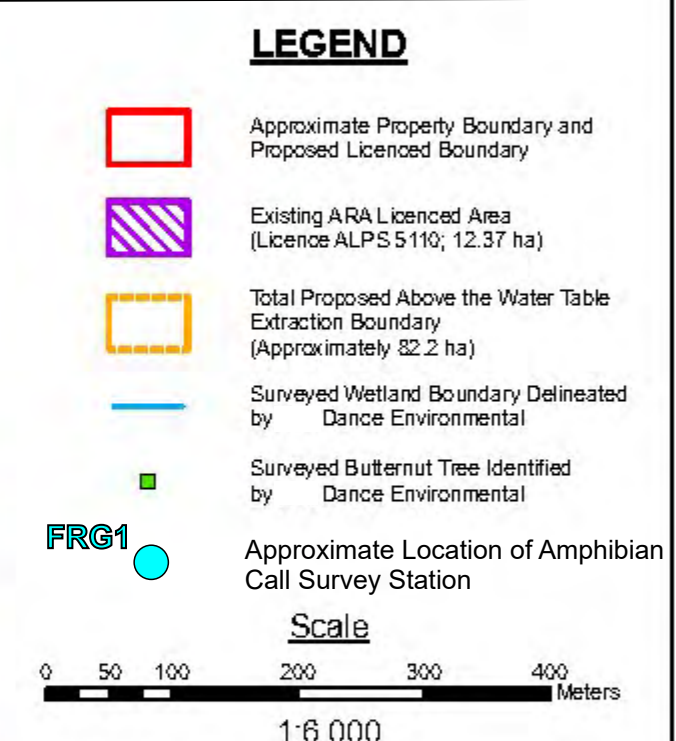 LEGEND
Approximate Property Boundary and
Proposed Licenced Boundary
Existing ARA Licenced Area
(Licence ALPS 5110; 12.37 ha)
Total Proposed Above the Water Table
Extraction Boundary
(Approximately 82.2 ha)
Surveyed Wetland Boundary Delineated
by Dance Environmental
Surveyed Butternut Tree Identified
by Dance Environmental
FRG1
Approximate Location of Amphibian
Call Survey Station
Scale
0 50 100 200 300 400
Meters
1:6 000